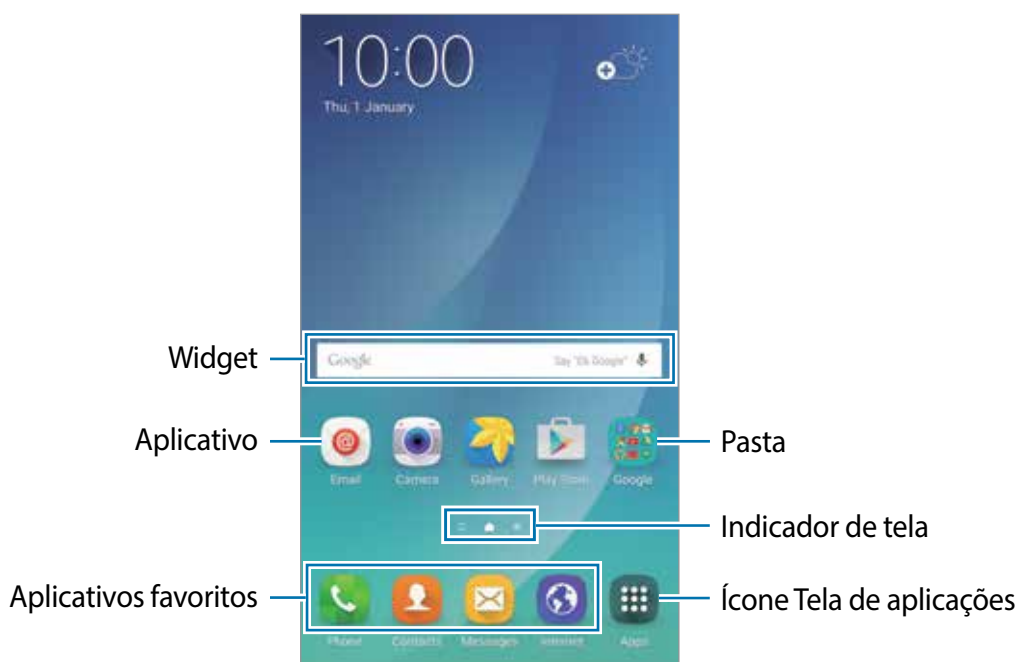 10:00
Thu, 1 January
Widget
Google
Say "Ok Google"
Aplicativo
Pasta
Email
Camera
Gallery
Play Store
Google
Indicador de tela
Aplicativos favoritos
Ícone Tela de aplicações
Phone
Contacts
Messages
Internet
Apps